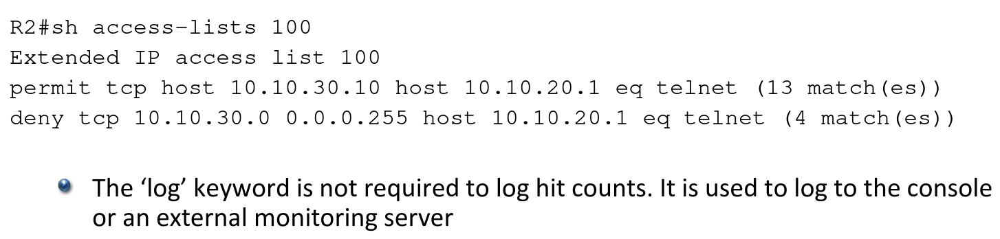 R2#sh access-lists 100
Extended IP access list 100
permit tcp host 10.10.30.10 host 10.10.20.1 eq telnet (13 match(es))
deny tcp 10.10.30.0 0.0.0.255 host 10.10.20.1 eq telnet (4 match(es))
The ‘log’ keyword is not required to log hit counts. It is used to log to the console
or an external monitoring server